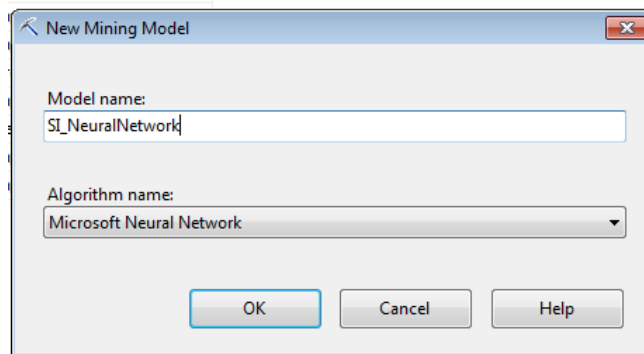 New Mining Model
Model name:
SI_NeuralNetwork
Algorithm name:
Microsoft Neural Network
OK Cancel Help